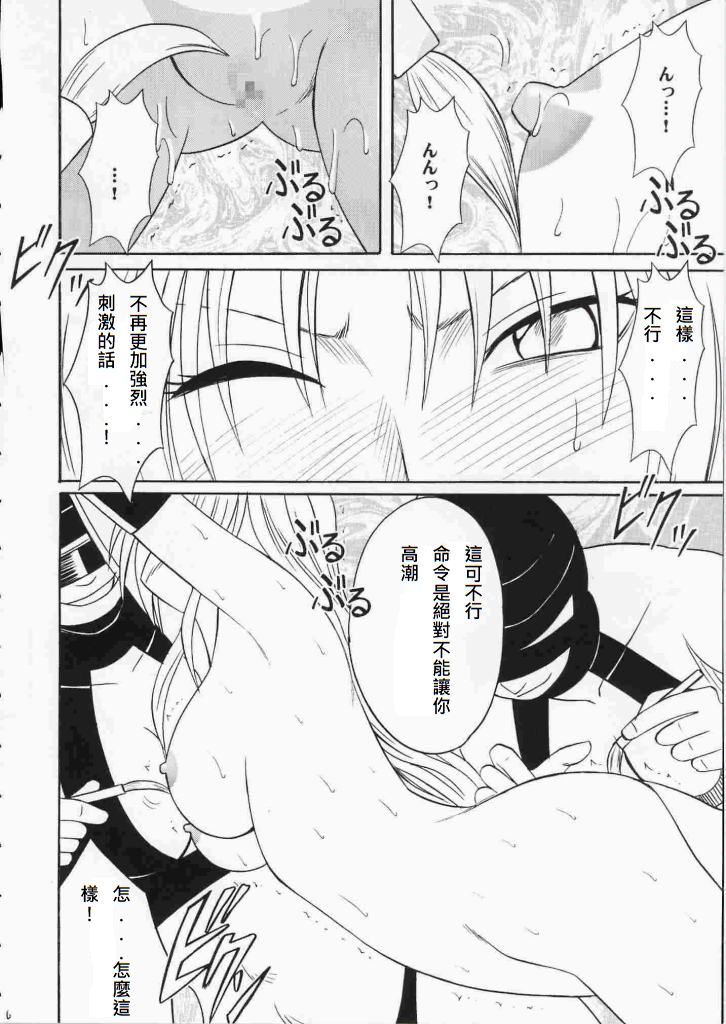 んっ…！
んんっ！
ぶる
ぶる
…！
ぶる
ぶる
ビクッ
這樣．．．
不行．．．
不再更加強烈．．．
刺激的話．．．！
ビクッ
ぶる
ぶる
這可不行
命令是絕對不能讓你
高潮
怎．．．怎麼這
樣！
ビクンッ
6